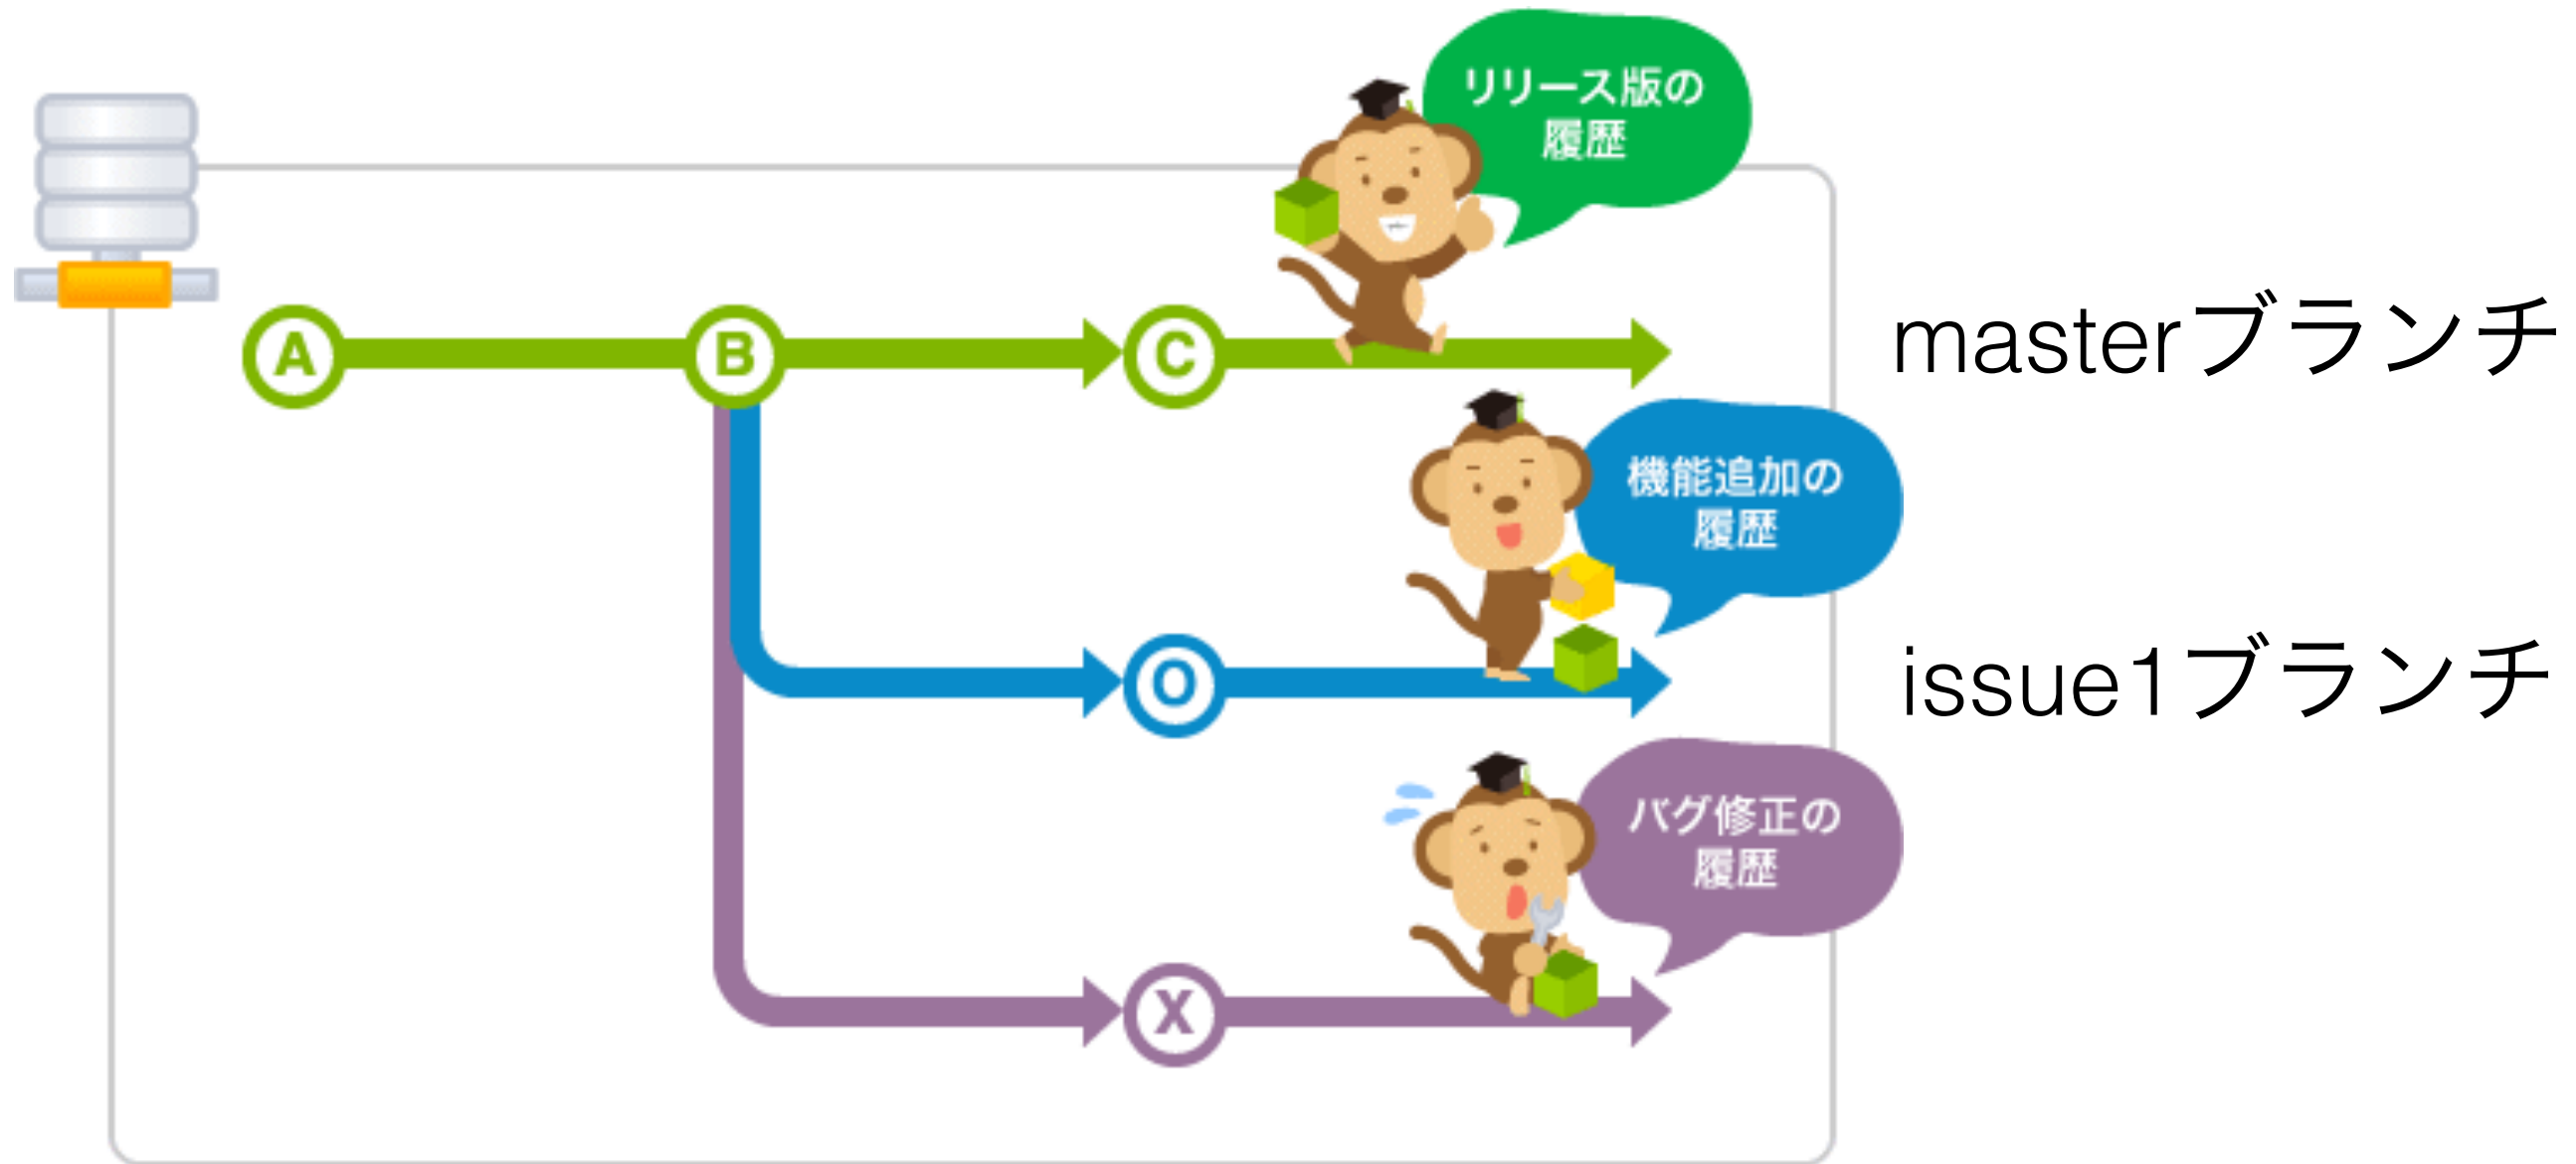 リリース版の
履歴
A
B
C
masterブランチ
機能追加の
履歴
O
issue1ブランチ
バグ修正の
履歴
X